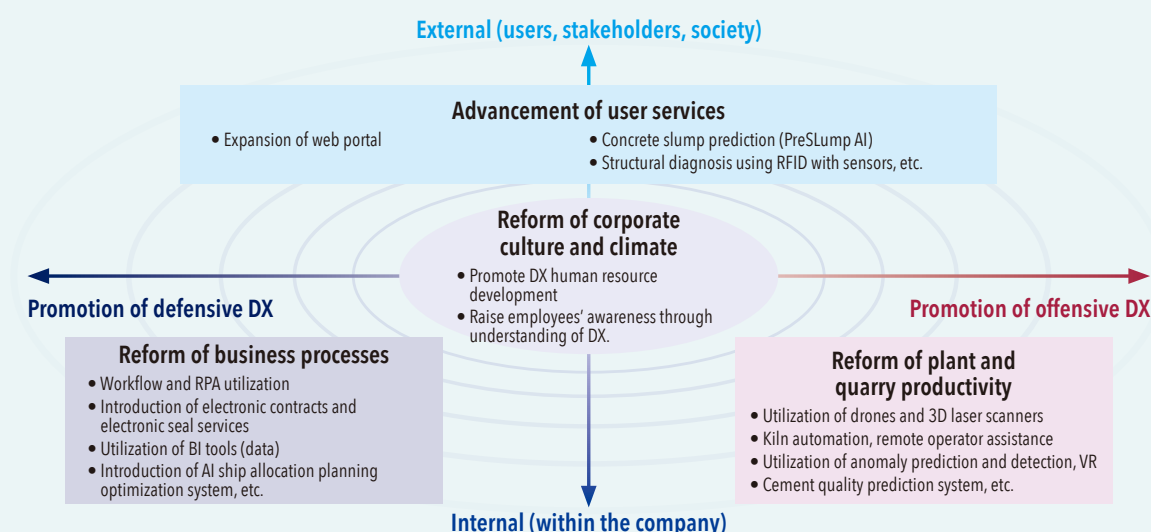 External (users, stakeholders, society)
Advancement of user services
• Expansion of web portal
• Concrete slump prediction (PreSLump AI)
• Structural diagnosis using RFID with sensors, etc.
Reform of corporate
culture and climate
• Promote DX human resource
development
• Raise employees’ awareness through
understanding of DX.
Promotion of defensive DX
Promotion of offensive DX
Reform of business processes
• Workflow and RPA utilization
• Introduction of electronic contracts and
electronic seal services
• Utilization of BI tools (data)
• Introduction of AI ship allocation planning
optimization system, etc.
Reform of plant and
quarry productivity
• Utilization of drones and 3D laser scanners
• Kiln automation, remote operator assistance
• Utilization of anomaly prediction and detection, VR
• Cement quality prediction system, etc.
Internal (within the company)